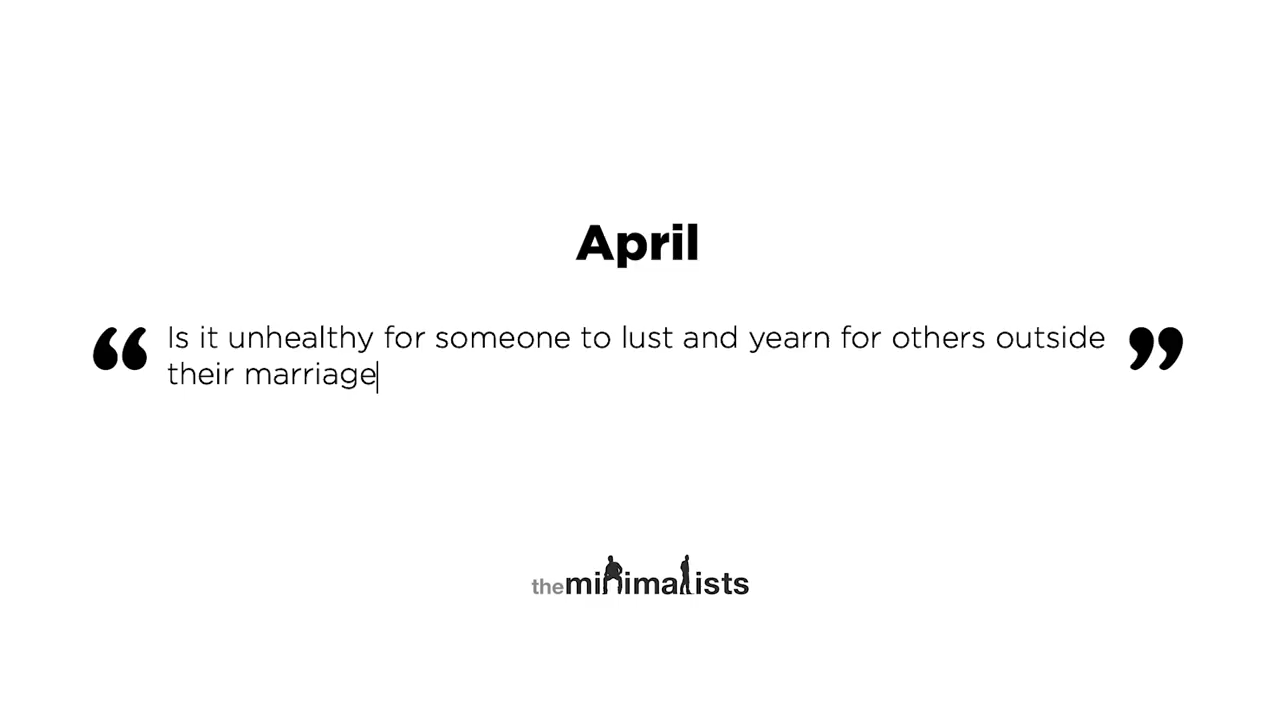 April
“ Is it unhealthy for someone to lust and yearn for others outside ”
their marriage
theminimalists